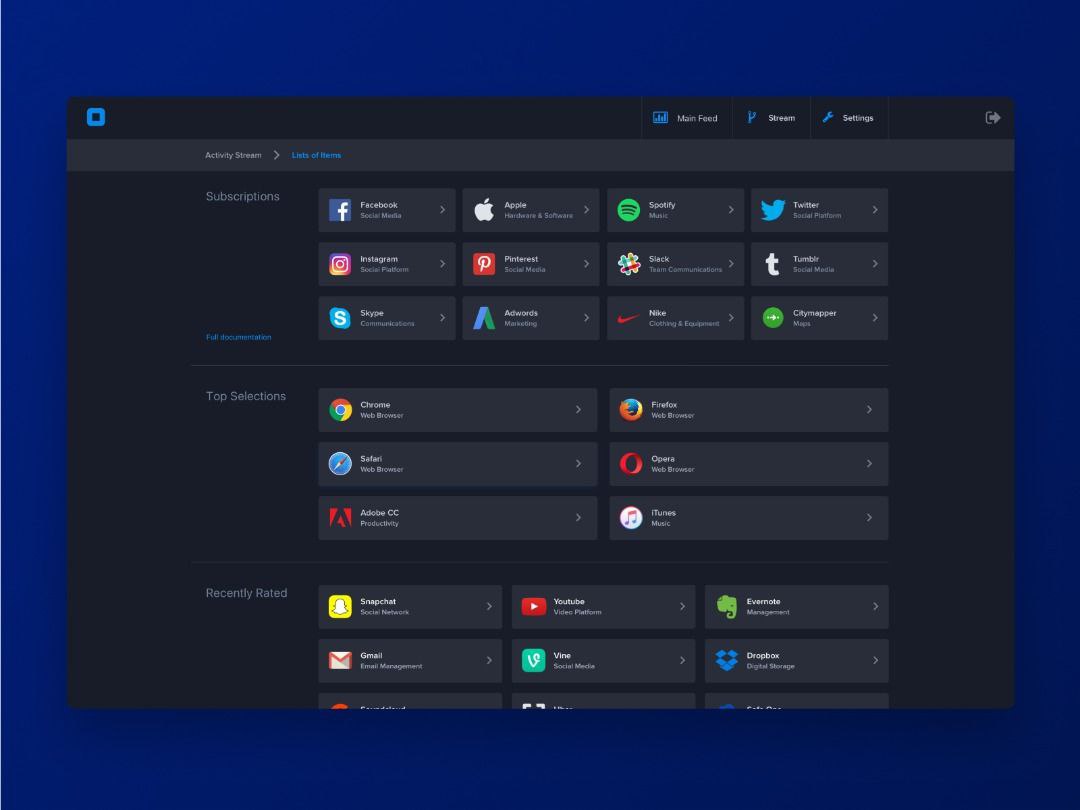 Main Feed
Stream
Settings
Activity Stream
Lists of Items
Subscriptions
Facebook
Social Media
Apple
Hardware & Software
Spotify
Music
Twitter
Social Platform
Instagram
Social Platform
Pinterest
Social Media
Slack
Team Communications
Tumblr
Social Media
Skype
Communications
Adwords
Marketing
Nike
Clothing & Equipment
Citymapper
Maps
Full documentation
Top Selections
Chrome
Web Browser
Firefox
Web Browser
Safari
Web Browser
Opera
Web Browser
Adobe CC
Productivity
iTunes
Music
Recently Rated
Snapchat
Social Network
Youtube
Video Platform
Evernote
Management
Gmail
Email Management
Vine
Social Media
Dropbox
Digital Storage
Soundcloud
Uber